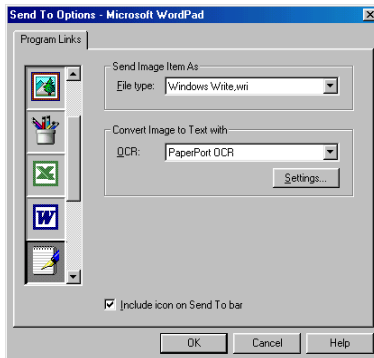 Send To Options - Microsoft WordPad
Program Links
Send Image Item As
File type: Windows Write,wri
Convert Image to Text with
OCR: PaperPort OCR
Settings...
Include icon on Send To bar
OK Cancel Help